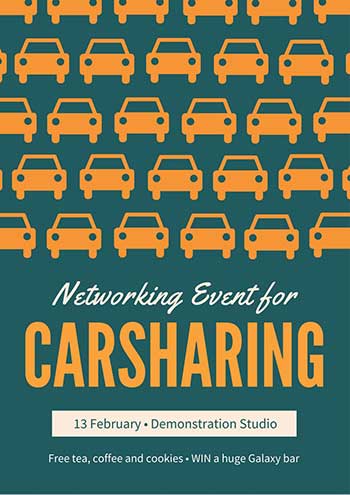 Networking Event for
CARSHARING
13 February • Demonstration Studio
Free tea, coffee and cookies • WIN a huge Galaxy bar